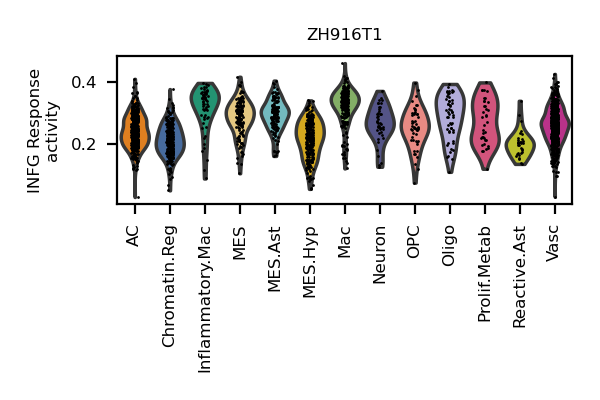 ZH916T1
INFG Response
activity
0.4
0.2
AC
Chromatin.Reg
Inflammatory.Mac
MES
MES.Ast
MES.Hyp
Mac
Neuron
OPC
Oligo
Prolif.Metab
Reactive.Ast
Vasc